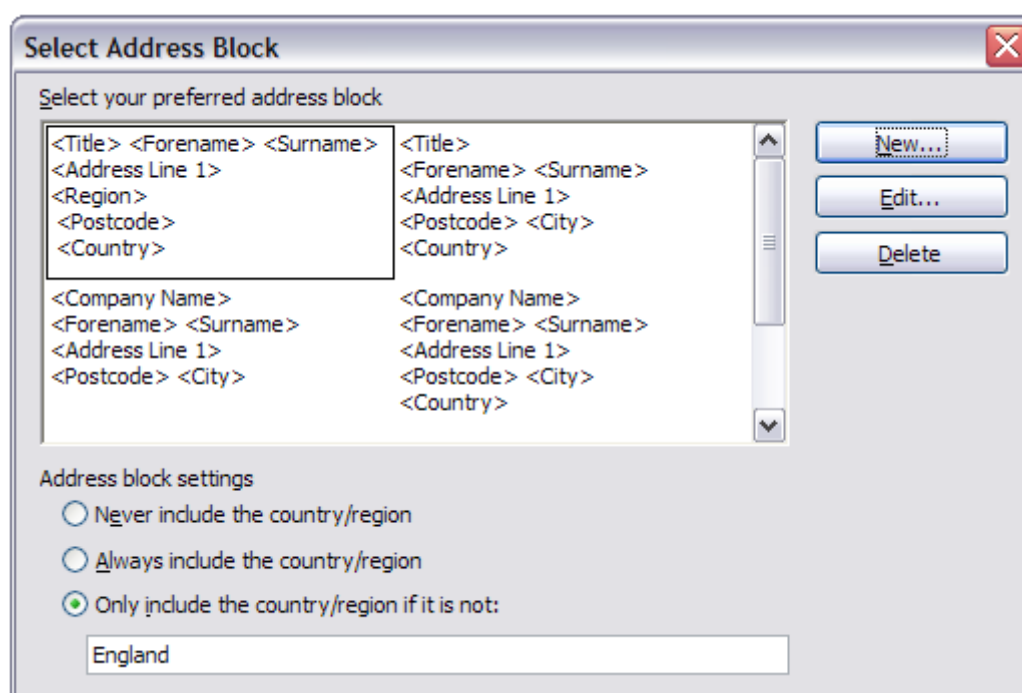 Select Address Block
Select your preferred address block
<Title> <Forename> <Surname>
<Address Line 1>
<Region>
<Postcode>
<Country>
<Title>
<Forename> <Surname>
<Address Line 1>
<Postcode> <City>
<Country>
<Company Name>
<Forename> <Surname>
<Address Line 1>
<Postcode> <City>
<Company Name>
<Forename> <Surname>
<Address Line 1>
<Postcode> <City>
<Country>
New...
Edit...
Delete
Address block settings
Never include the country/region
Always include the country/region
Only include the country/region if it is not:
England